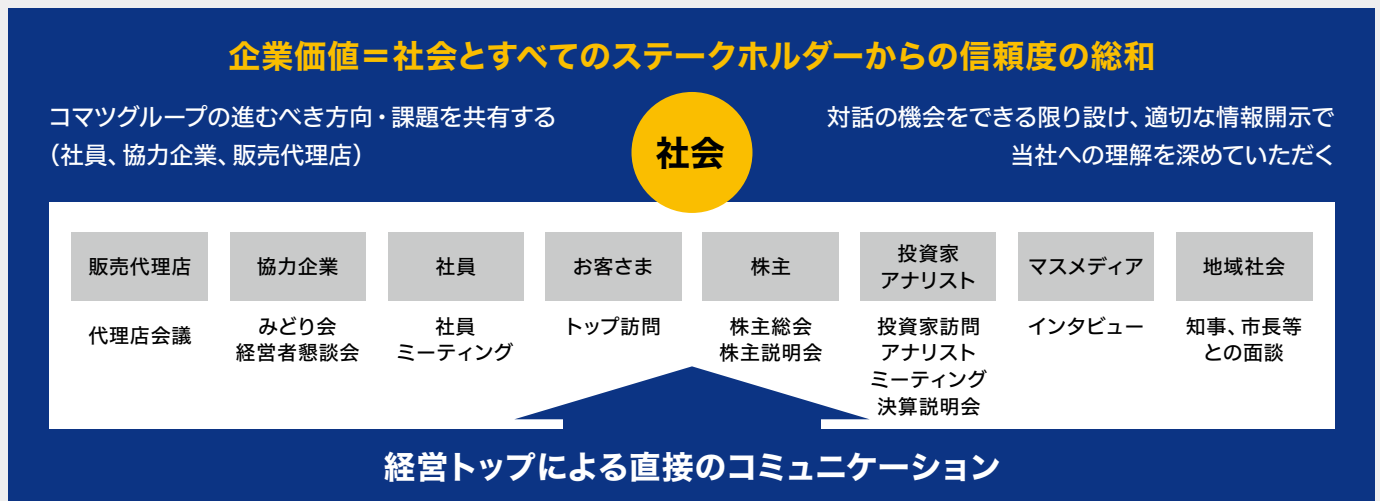 企業価値＝社会とすべてのステークホルダーからの信頼度の総和
コマツグループの進むべき方向・課題を共有する
（社員、協力企業、販売代理店）
社会
対話の機会をできる限り設け、適切な情報開示で
当社への理解を深めていただく
販売代理店
代理店会議
協力企業
みどり会
経営者懇談会
社員
社員
ミーティング
お客さま
トップ訪問
株主
株主総会
株主説明会
投資家
アナリスト
投資家訪問
アナリスト
ミーティング
決算説明会
マスメディア
インタビュー
地域社会
知事、市長等
との面談
経営トップによる直接のコミュニケーション